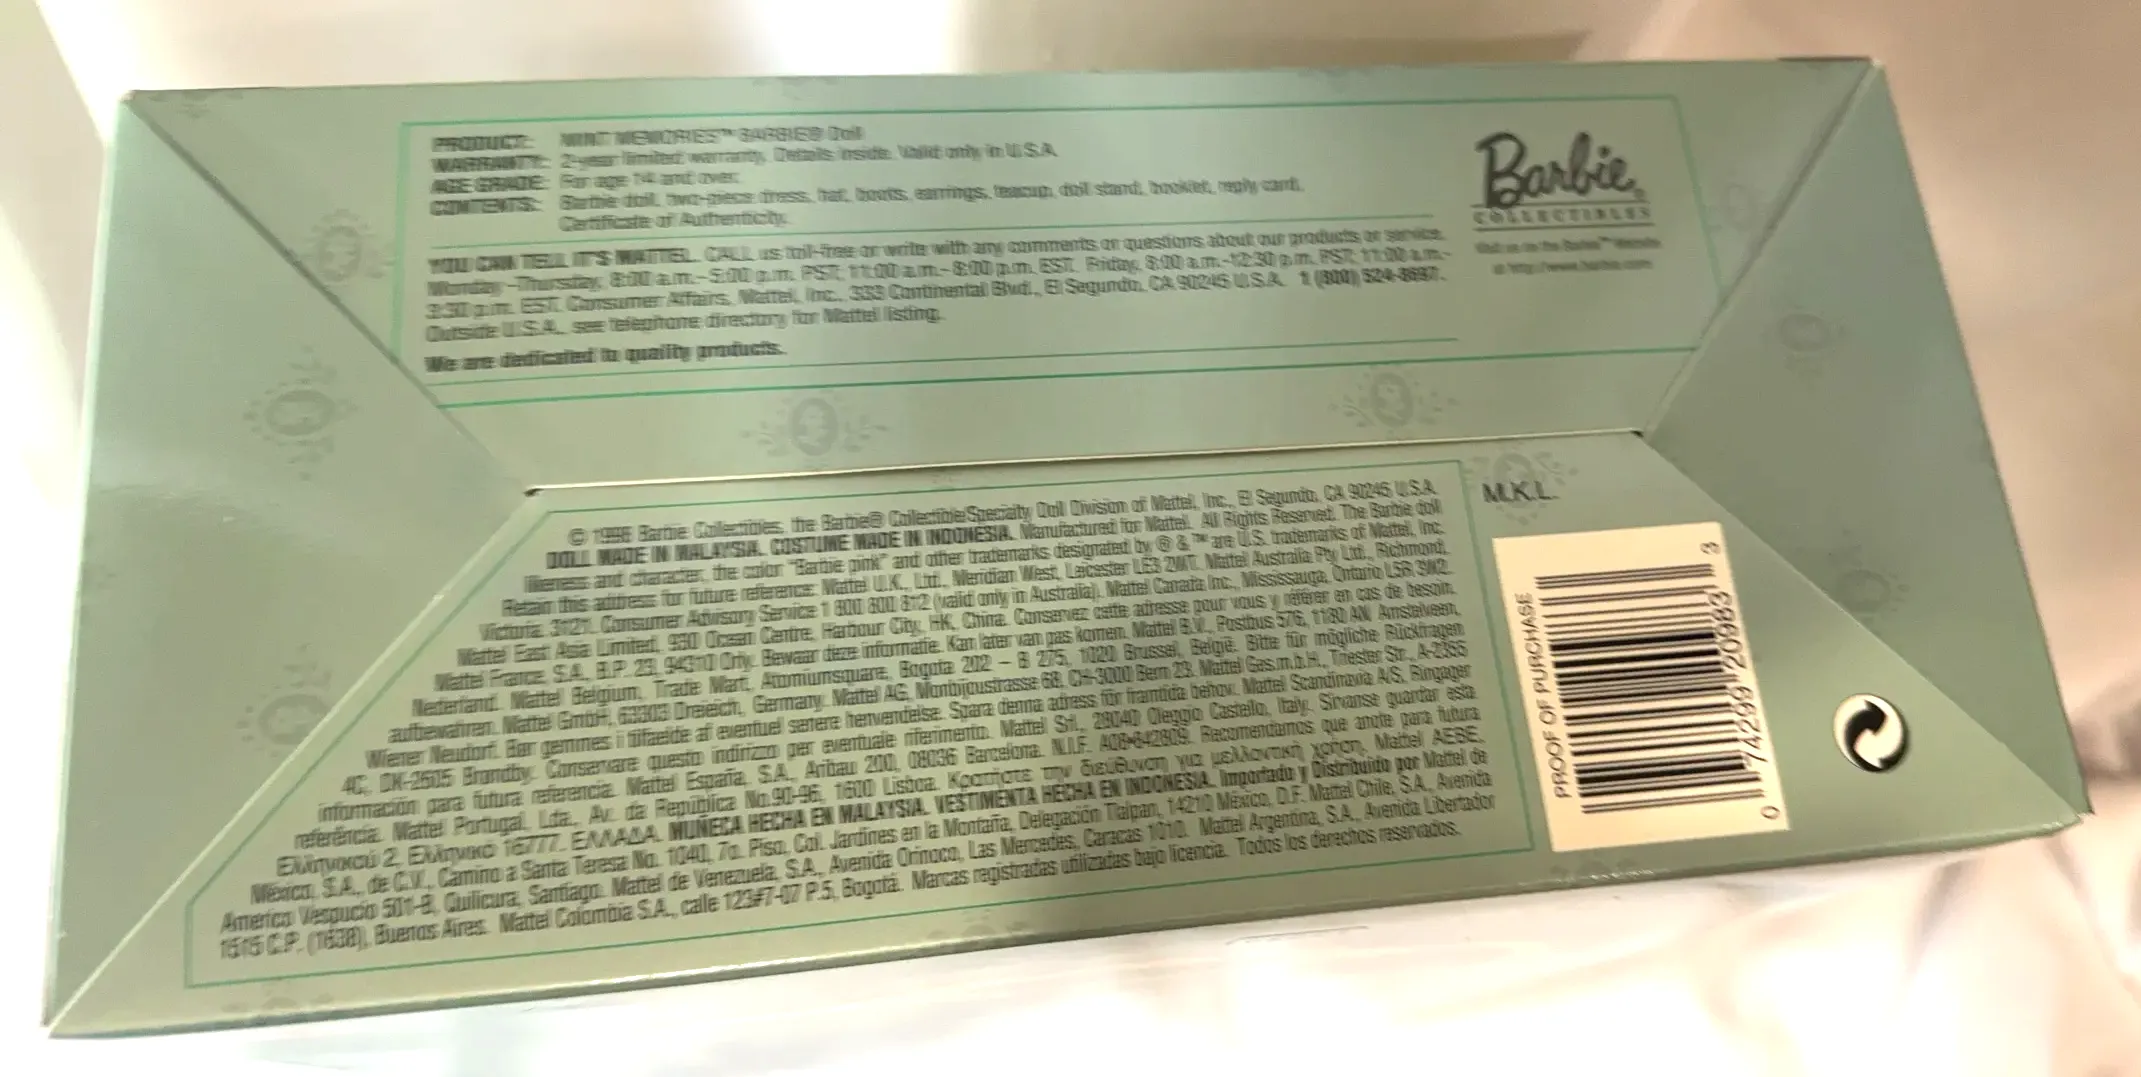 PRODUCT: MINT MEMORIES™ BARBIE® Doll
WARRANTY: 2-year limited warranty. Details inside. Valid only in U.S.A.
AGE GRADE: For age 14 and over.
CONTENTS: Barbie doll, two-piece dress, hat, boots, earrings, teacup, doll stand, booklet, reply card,
Certificate of Authenticity.
YOU CAN TELL IT'S MATTEL. CALL us toll-free or write with any comments or questions about our products or service.
Monday-Thursday, 8:00 a.m.-5:00 p.m. PST, 11:00 a.m.-8:00 p.m. EST. Friday, 8:00 a.m.-12:30 p.m. PST, 11:00 a.m.-
3:30 p.m. EST. Consumer Affairs, Mattel, Inc., 333 Continental Blvd., El Segundo, CA 90245 U.S.A. 1 (800) 524-8697.
Outside U.S.A., see telephone directory for Mattel listing.
We are dedicated to quality products.
Barbie®
COLLECTIBLES
Visit us on the Barbie™ Website
at http://www.barbie.com
© 1998 Barbie Collectibles, the Barbie® Collectible/Specialty Doll Division of Mattel, Inc., El Segundo, CA 90245 U.S.A.
DOLL MADE IN MALAYSIA. COSTUME MADE IN INDONESIA. Manufactured for Mattel. All Rights Reserved. The Barbie doll
likeness and character, the color "Barbie pink" and other trademarks designated by ® & ™ are U.S. trademarks of Mattel, Inc.
Retain this address for future reference: Mattel U.K., Ltd., Meridian West, Leicester LE3 2WT. Mattel Australia Pty. Ltd., Richmond,
Victoria. 3121. Consumer Advisory Service 1 800 800 812 (valid only in Australia). Mattel Canada Inc., Mississauga, Ontario L5R 3W2.
Mattel East Asia Limited, 930 Ocean Centre, Harbour City, HK, China. Conservez cette adresse pour vous y référer en cas de besoin.
Mattel France, S.A., B.P. 23, 94310 Orly. Bewaar deze informatie. Kan later van pas komen. Mattel B.V., Postbus 576, 1180 AN Amstelveen,
Nederland. Mattel Belgium, Trade Mart, Atomiumsquare, Bogota 202 – B 275, 1020 Brussel, België. Bitte für mögliche Rückfragen
aufbewahren. Mattel GmbH, 63303 Dreieich, Germany. Mattel AG, Monbijoustrasse 68, CH-3000 Bern 23. Mattel Ges.m.b.H., Triester Str., A-2355
Wiener Neudorf. Bør gemmes i tilfælde af eventuel senere henvendelse. Spara denna adress för framtida behov. Mattel Scandinavia A/S, Ringager
4C, DK-2605 Brøndby. Conservare questo indirizzo per eventuale riferimento. Mattel Srl., 28040 Oleggio Castello, Italy. Sírvanse guardar esta
información para futura referencia. Mattel España, S.A., Aribau 200, 08036 Barcelona. N.I.F. A08-842809. Recomendamos que anote para futura
referência. Mattel Portugal, Lda., Av. da República No.90-96, 1600 Lisboa. Κρατήστε την διεύθυνση για μελλοντική χρήση. Mattel AEBE,
Ελληνικού 2, Ελληνικό 16777. ΕΛΛΑΔΑ. MUÑECA HECHA EN MALAYSIA. VESTIMENTA HECHA EN INDONESIA. Importado y Distribuido por Mattel de
México, S.A., de C.V., Camino a Santa Teresa No. 1040, 7o. Piso, Col. Jardines en la Montaña, Delegación Tlalpan, 14210 México, D.F. Mattel Chile, S.A., Avenida
Americo Vespucio 501-B, Quilicura, Santiago. Mattel de Venezuela, S.A., Avenida Orinoco, Las Mercedes, Caracas 1010. Mattel Argentina, S.A., Avenida Libertador
1515 C.P. (1638), Buenos Aires. Mattel Colombia S.A., calle 123#7-07 P.5, Bogotá. Marcas registradas utilizadas bajo licencia. Todos los derechos reservados.
M.K.L.
PROOF OF PURCHASE
0 74299 20983 3